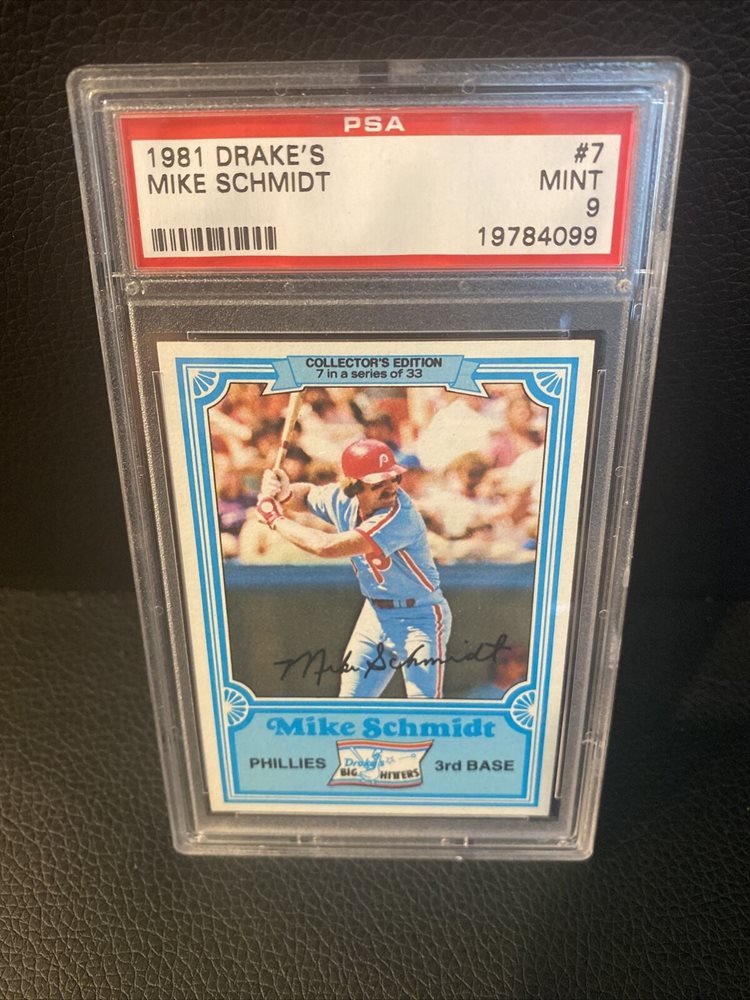 PSA
1981 DRAKE'S #7
MIKE SCHMIDT MINT
9
19784099
COLLECTOR'S EDITION
7 in a series of 33
P
P
Mike Schmidt
Mike Schmidt
PHILLIES Drake's BIG HITTERS 3rd BASE